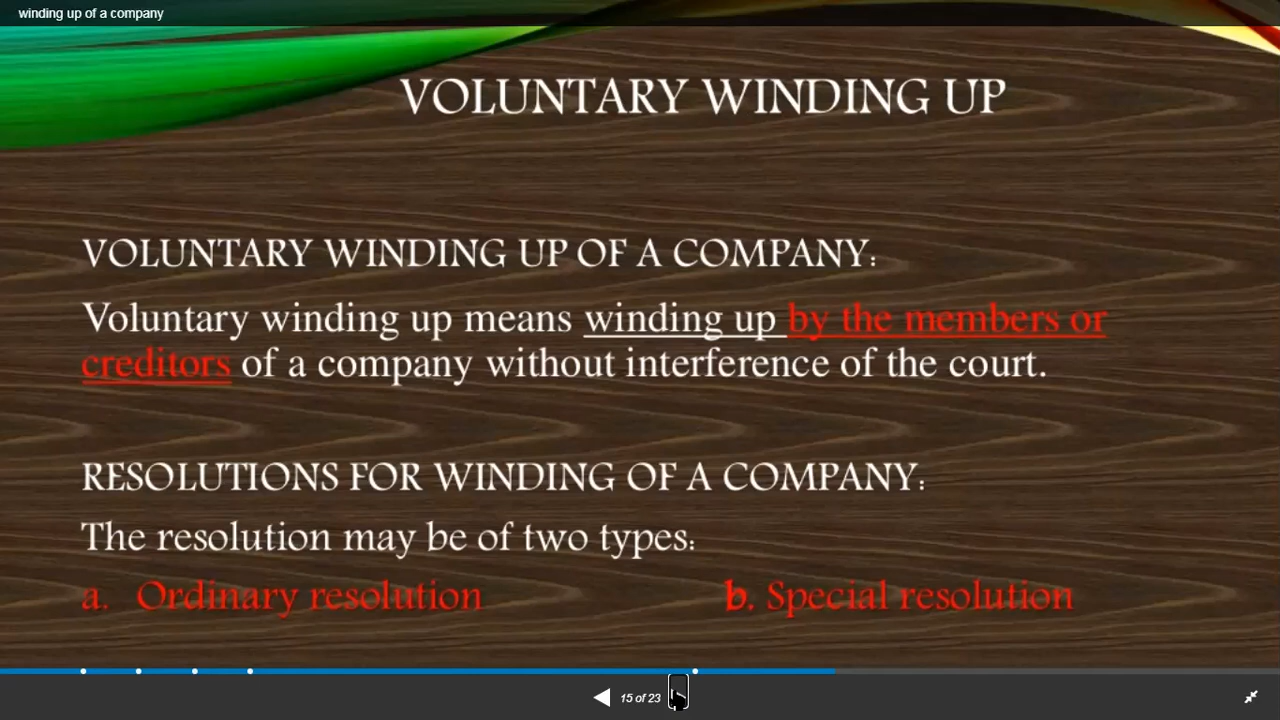 winding up of a company
VOLUNTARY WINDING UP
VOLUNTARY WINDING UP OF A COMPANY:
Voluntary winding up means winding up by the members or
creditors of a company without interference of the court.
RESOLUTIONS FOR WINDING OF A COMPANY:
The resolution may be of two types:
a. Ordinary resolution b. Special resolution
15 of 23